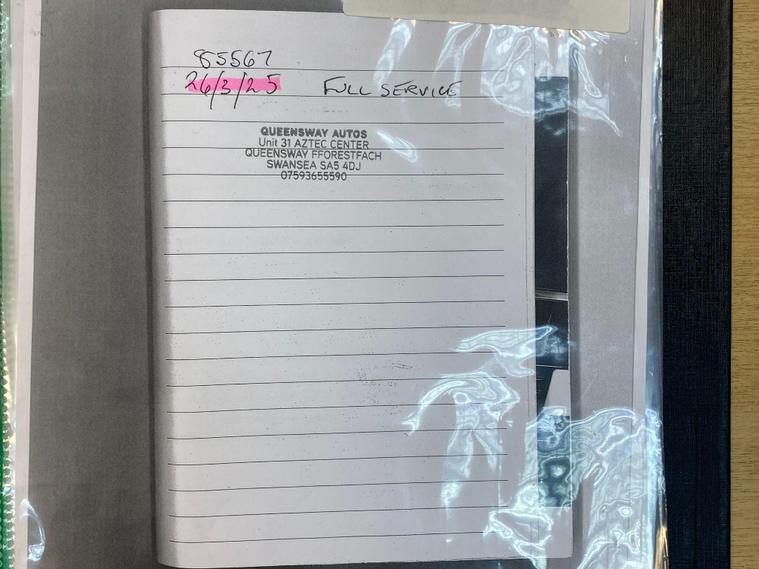 85567
26/3/25 FULL SERVICE
QUEENSWAY AUTOS
Unit 31 AZTEC CENTER
QUEENSWAY FFORESTFACH
SWANSEA SA5 4DJ
07593655590